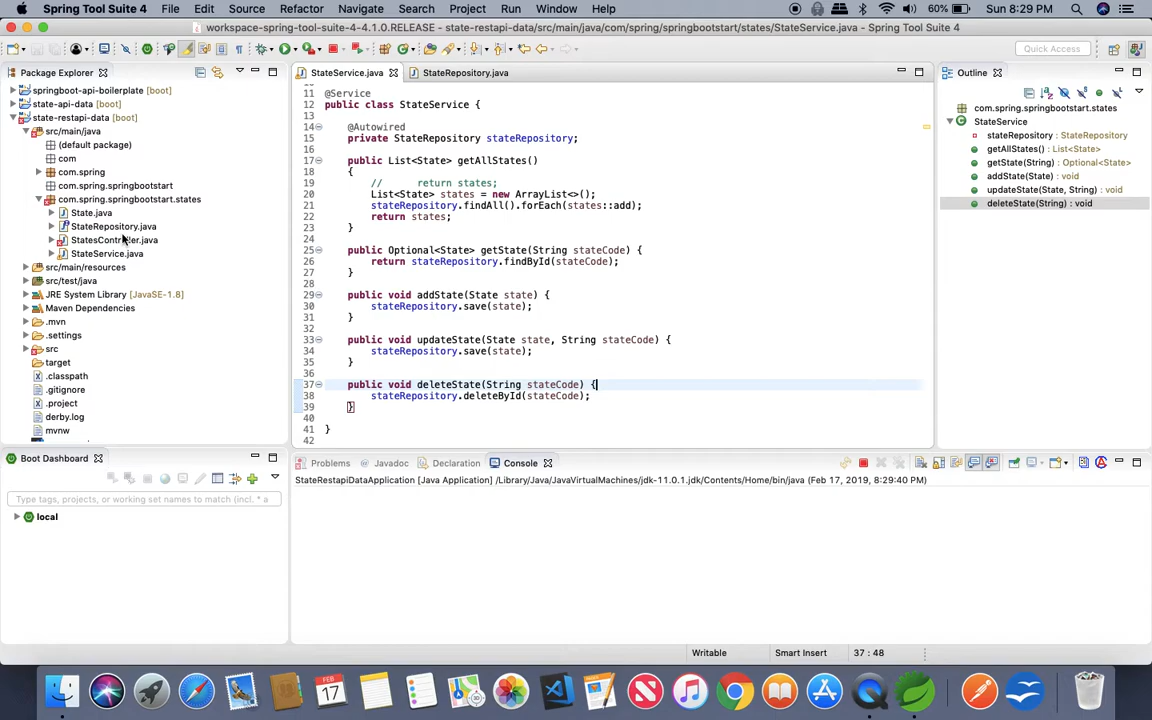 Spring Tool Suite 4 File Edit Source Refactor Navigate Search Project Run Window Help 60% Sun 8:29 PM
workspace-spring-tool-suite-4-4.1.0.RELEASE - state-restapi-data/src/main/java/com/spring/springbootstart/states/StateService.java - Spring Tool Suite 4
Quick Access
Package Explorer
springboot-api-boilerplate [boot]
state-api-data [boot]
state-restapi-data [boot]
src/main/java
(default package)
com
com.spring
com.spring.springbootstart
com.spring.springbootstart.states
State.java
StateRepository.java
StatesController.java
StateService.java
src/main/resources
src/test/java
JRE System Library [JavaSE-1.8]
Maven Dependencies
.mvn
.settings
src
target
.classpath
.gitignore
.project
derby.log
mvnw
StateService.java StateRepository.java
11 @Service
12 public class StateService {
13
14 @Autowired
15 private StateRepository stateRepository;
16
17 public List<State> getAllStates()
18 {
19 // return states;
20 List<State> states = new ArrayList<>();
21 stateRepository.findAll().forEach(states::add);
22 return states;
23 }
24
25 public Optional<State> getState(String stateCode) {
26 return stateRepository.findById(stateCode);
27 }
28
29 public void addState(State state) {
30 stateRepository.save(state);
31 }
32
33 public void updateState(State state, String stateCode) {
34 stateRepository.save(state);
35 }
36
37 public void deleteState(String stateCode) {
38 stateRepository.deleteById(stateCode);
39 }
40
41 }
42
Outline
com.spring.springbootstart.states
StateService
stateRepository : StateRepository
getAllStates() : List<State>
getState(String) : Optional<State>
addState(State) : void
updateState(State, String) : void
deleteState(String) : void
Boot Dashboard
Type tags, projects, or working set names to match (incl. * a
local
Problems Javadoc Declaration Console
StateRestapiDataApplication [Java Application] /Library/Java/JavaVirtualMachines/jdk-11.0.1.jdk/Contents/Home/bin/java (Feb 17, 2019, 8:29:40 PM)
Writable Smart Insert 37 : 48
FEB
17